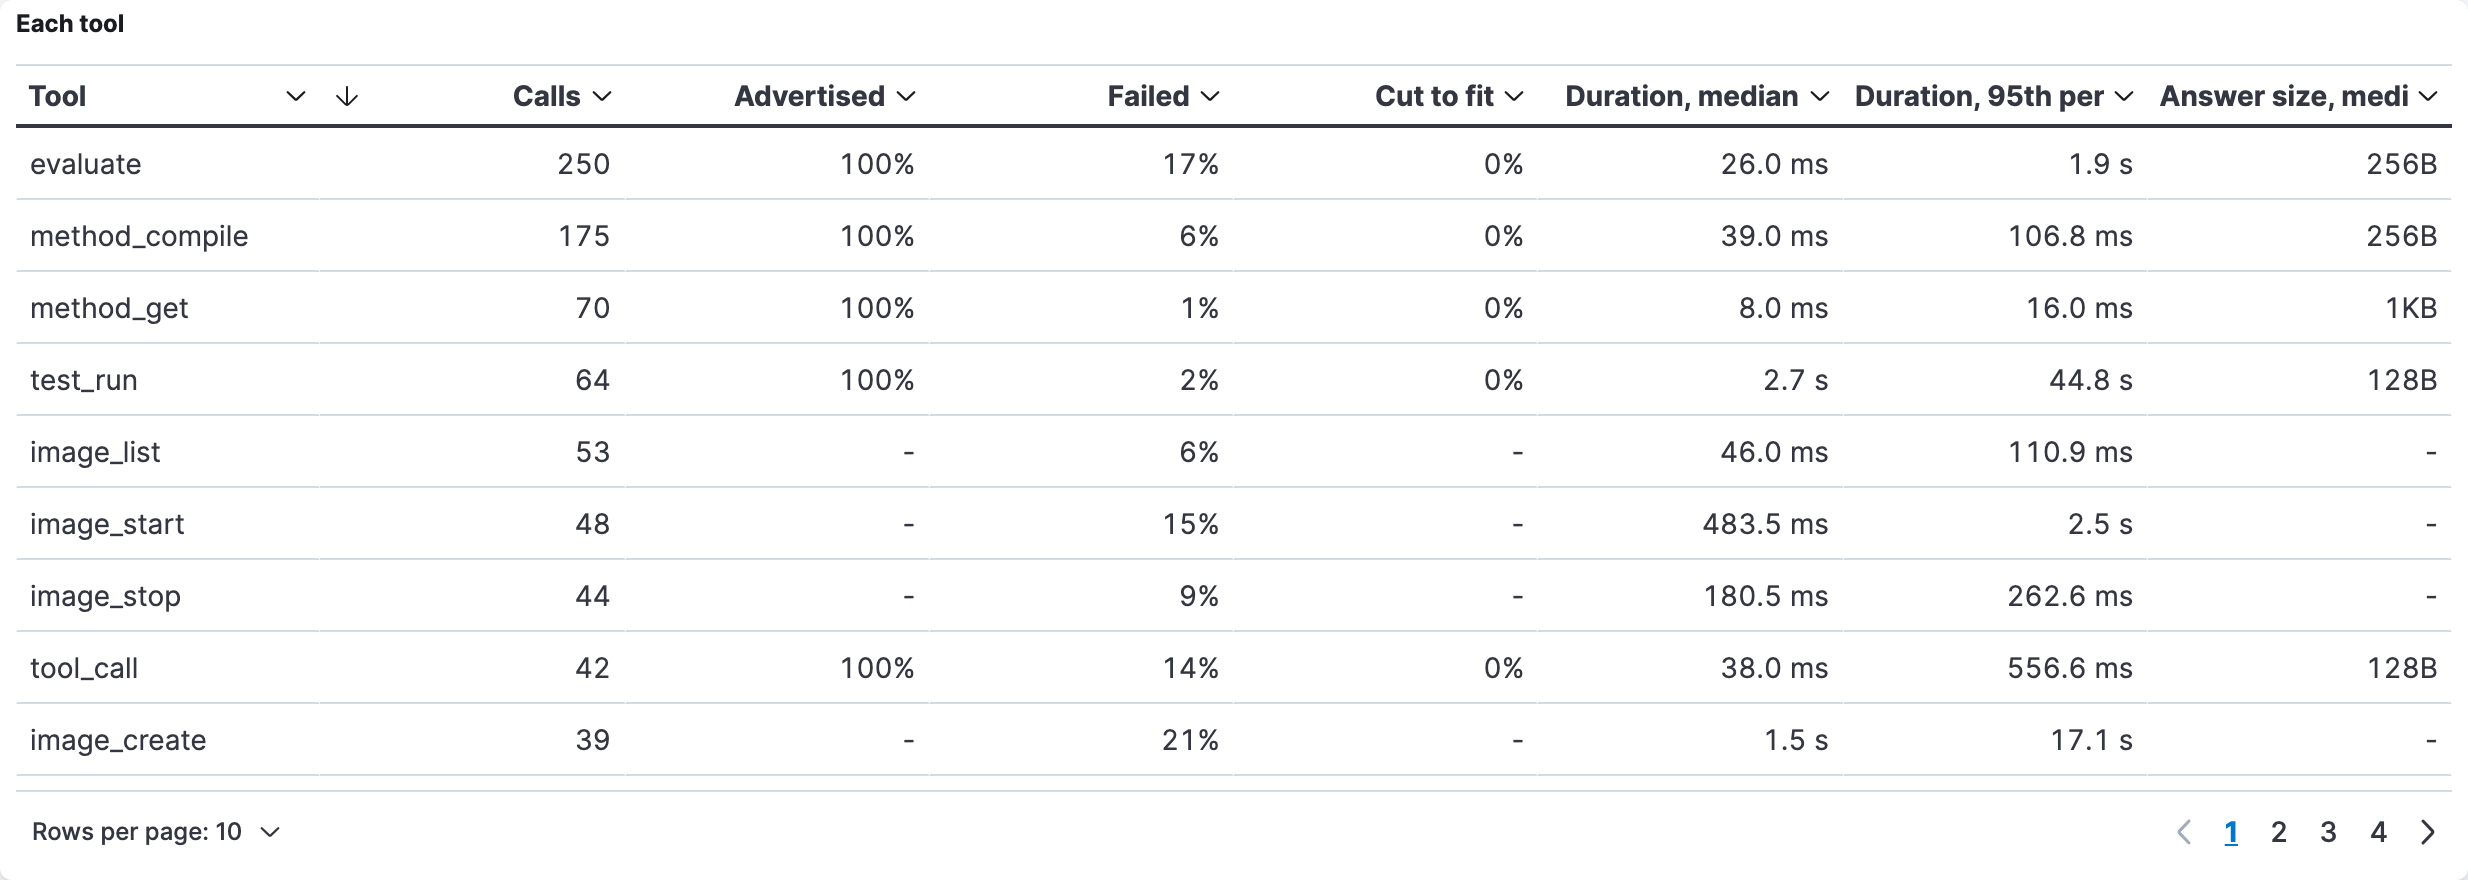 Each tool
Tool Calls Advertised Failed Cut to fit Duration, median Duration, 95th per Answer size, medi
evaluate 250 100% 17% 0% 26.0 ms 1.9 s 256B
method_compile 175 100% 6% 0% 39.0 ms 106.8 ms 256B
method_get 70 100% 1% 0% 8.0 ms 16.0 ms 1KB
test_run 64 100% 2% 0% 2.7 s 44.8 s 128B
image_list 53 - 6% - 46.0 ms 110.9 ms -
image_start 48 - 15% - 483.5 ms 2.5 s -
image_stop 44 - 9% - 180.5 ms 262.6 ms -
tool_call 42 100% 14% 0% 38.0 ms 556.6 ms 128B
image_create 39 - 21% - 1.5 s 17.1 s -
Rows per page: 10 1 2 3 4